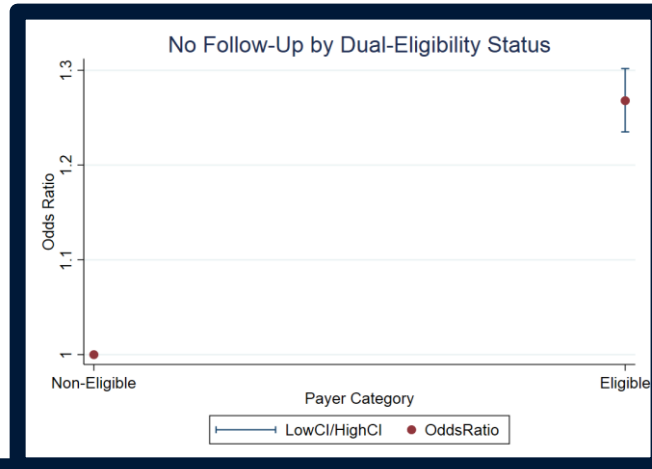 No Follow-Up by Dual-Eligibility Status
Odds Ratio
1.3
1.2
1.1
1
Non-Eligible
Eligible
Payer Category
LowCI/HighCI
OddsRatio